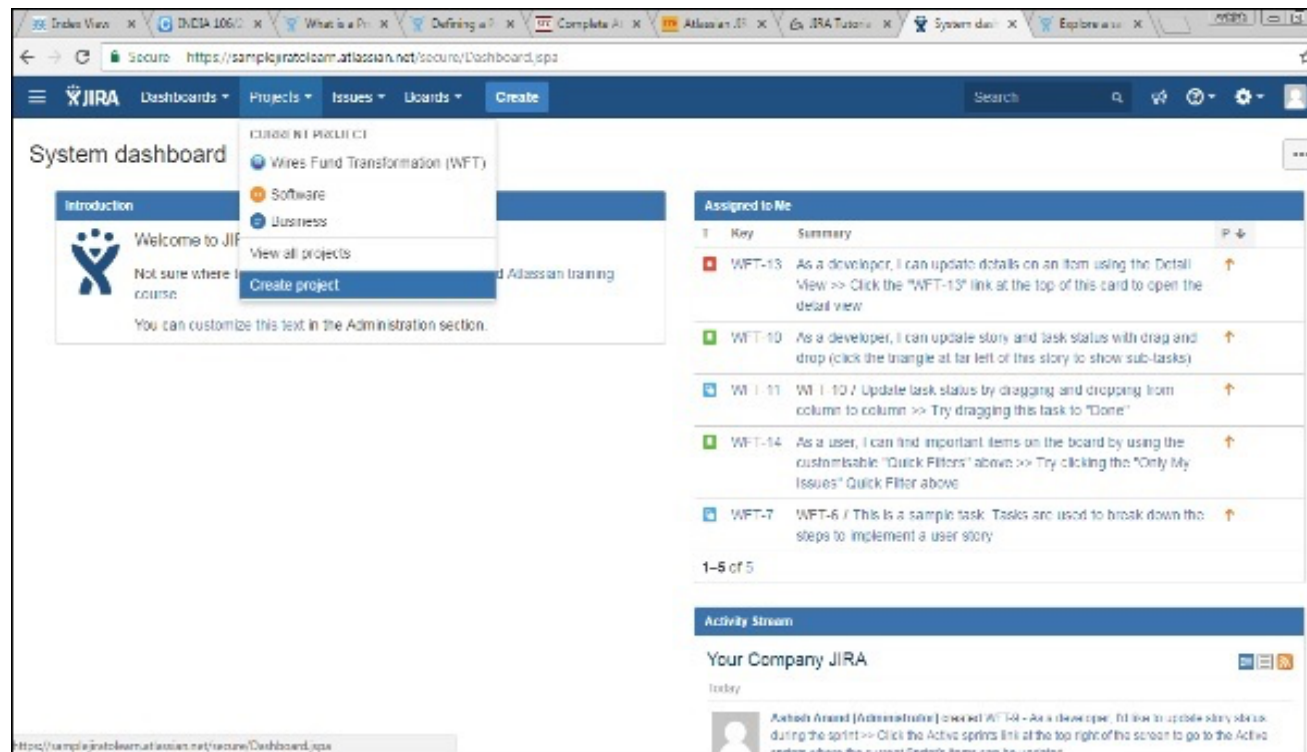 Index View
INDIA 106/
What is a Pr
Defining a P
Complete A
Atlassian JI
JIRA Tutoria
System das
Explore a
Secure https://samplejiratolearn.atlassian.net/secure/Dashboard.jspa
JIRA Dashboards Projects Issues Boards Create Search
CURRENT PROJECT
System dashboard
Wires Fund Transformation (WFT)
Software
Business
View all projects
Create project
Introduction
Welcome to JIR
Not sure where t
d Atlassian training
course
You can customize this text in the Administration section.
Assigned to Me
T Key Summary P
WFT-13 As a developer, I can update details on an item using the Detail
View >> Click the "WFT-13" link at the top of this card to open the
detail view
WFT-10 As a developer, I can update story and task status with drag and
drop (click the triangle at far left of this story to show sub-tasks)
WFT-11 WFT-10 / Update task status by dragging and dropping from
column to column >> Try dragging this task to "Done"
WFT-14 As a user, I can find important items on the board by using the
customisable "Quick Filters" above >> Try clicking the "Only My
Issues" Quick Filter above
WFT-7 WFT-6 / This is a sample task. Tasks are used to break down the
steps to implement a user story
1–5 of 5
Activity Stream
Your Company JIRA
Today
Ashish Anand [Administrator] created WFT-9 - As a developer, I'd like to update story status
during the sprint >> Click the Active sprints link at the top right of the screen to go to the Active
sprints where the current Sprint's items can be updated
https://samplejiratolearn.atlassian.net/secure/Dashboard.jspa